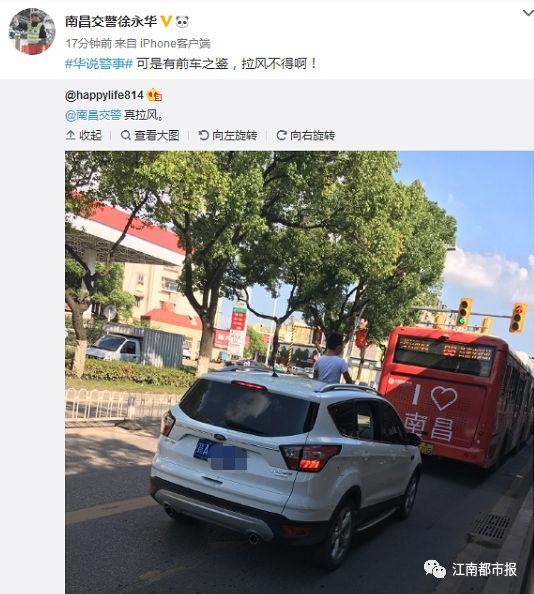 南昌交警徐永华
17分钟前 来自 iPhone客户端
#华说警事# 可是有前车之鉴，拉风不得啊！
@happylife814
@南昌交警 真拉风。
收起 查看大图 向左旋转 向右旋转
I ♡
南昌
江南都市报